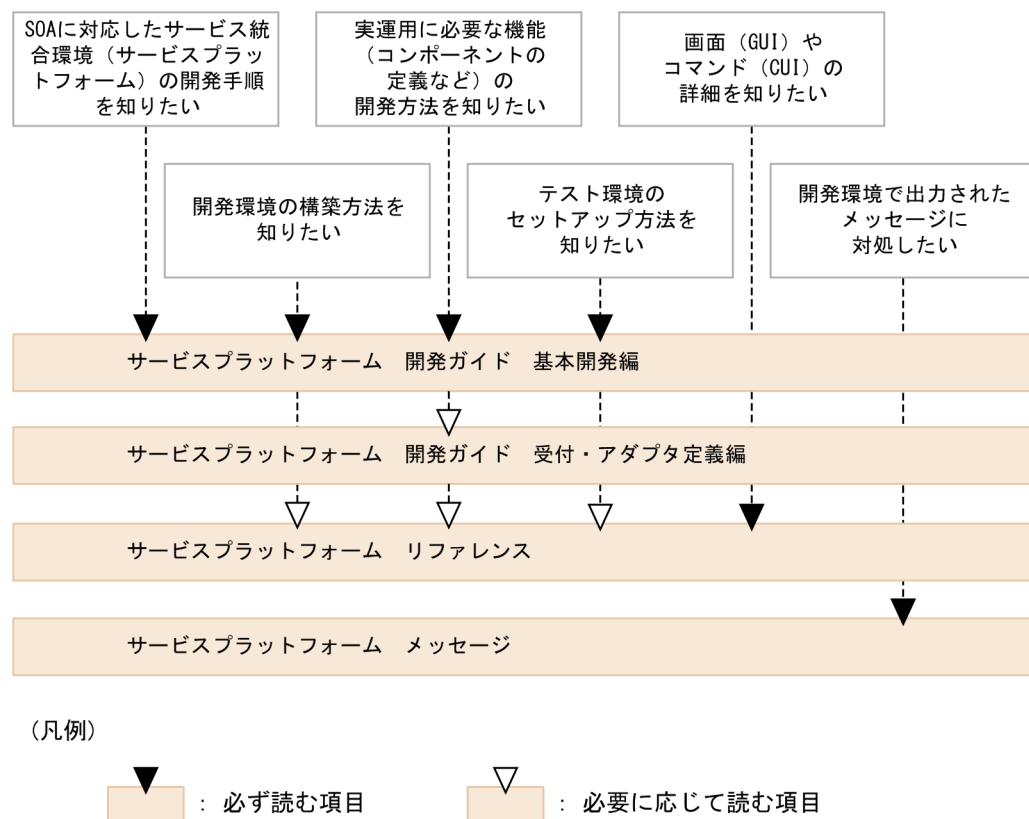 SOAに対応したサービス統
合環境（サービスプラッ
トフォーム）の開発手順
を知りたい
実運用に必要な機能
（コンポーネントの
定義など）の
開発方法を知りたい
画面（GUI）や
コマンド（CUI）の
詳細を知りたい
開発環境の構築方法を
知りたい
テスト環境の
セットアップ方法を
知りたい
開発環境で出力された
メッセージに
対処したい
サービスプラットフォーム　開発ガイド　基本開発編
サービスプラットフォーム　開発ガイド　受付・アダプタ定義編
サービスプラットフォーム　リファレンス
サービスプラットフォーム　メッセージ
（凡例）
：必ず読む項目
：必要に応じて読む項目